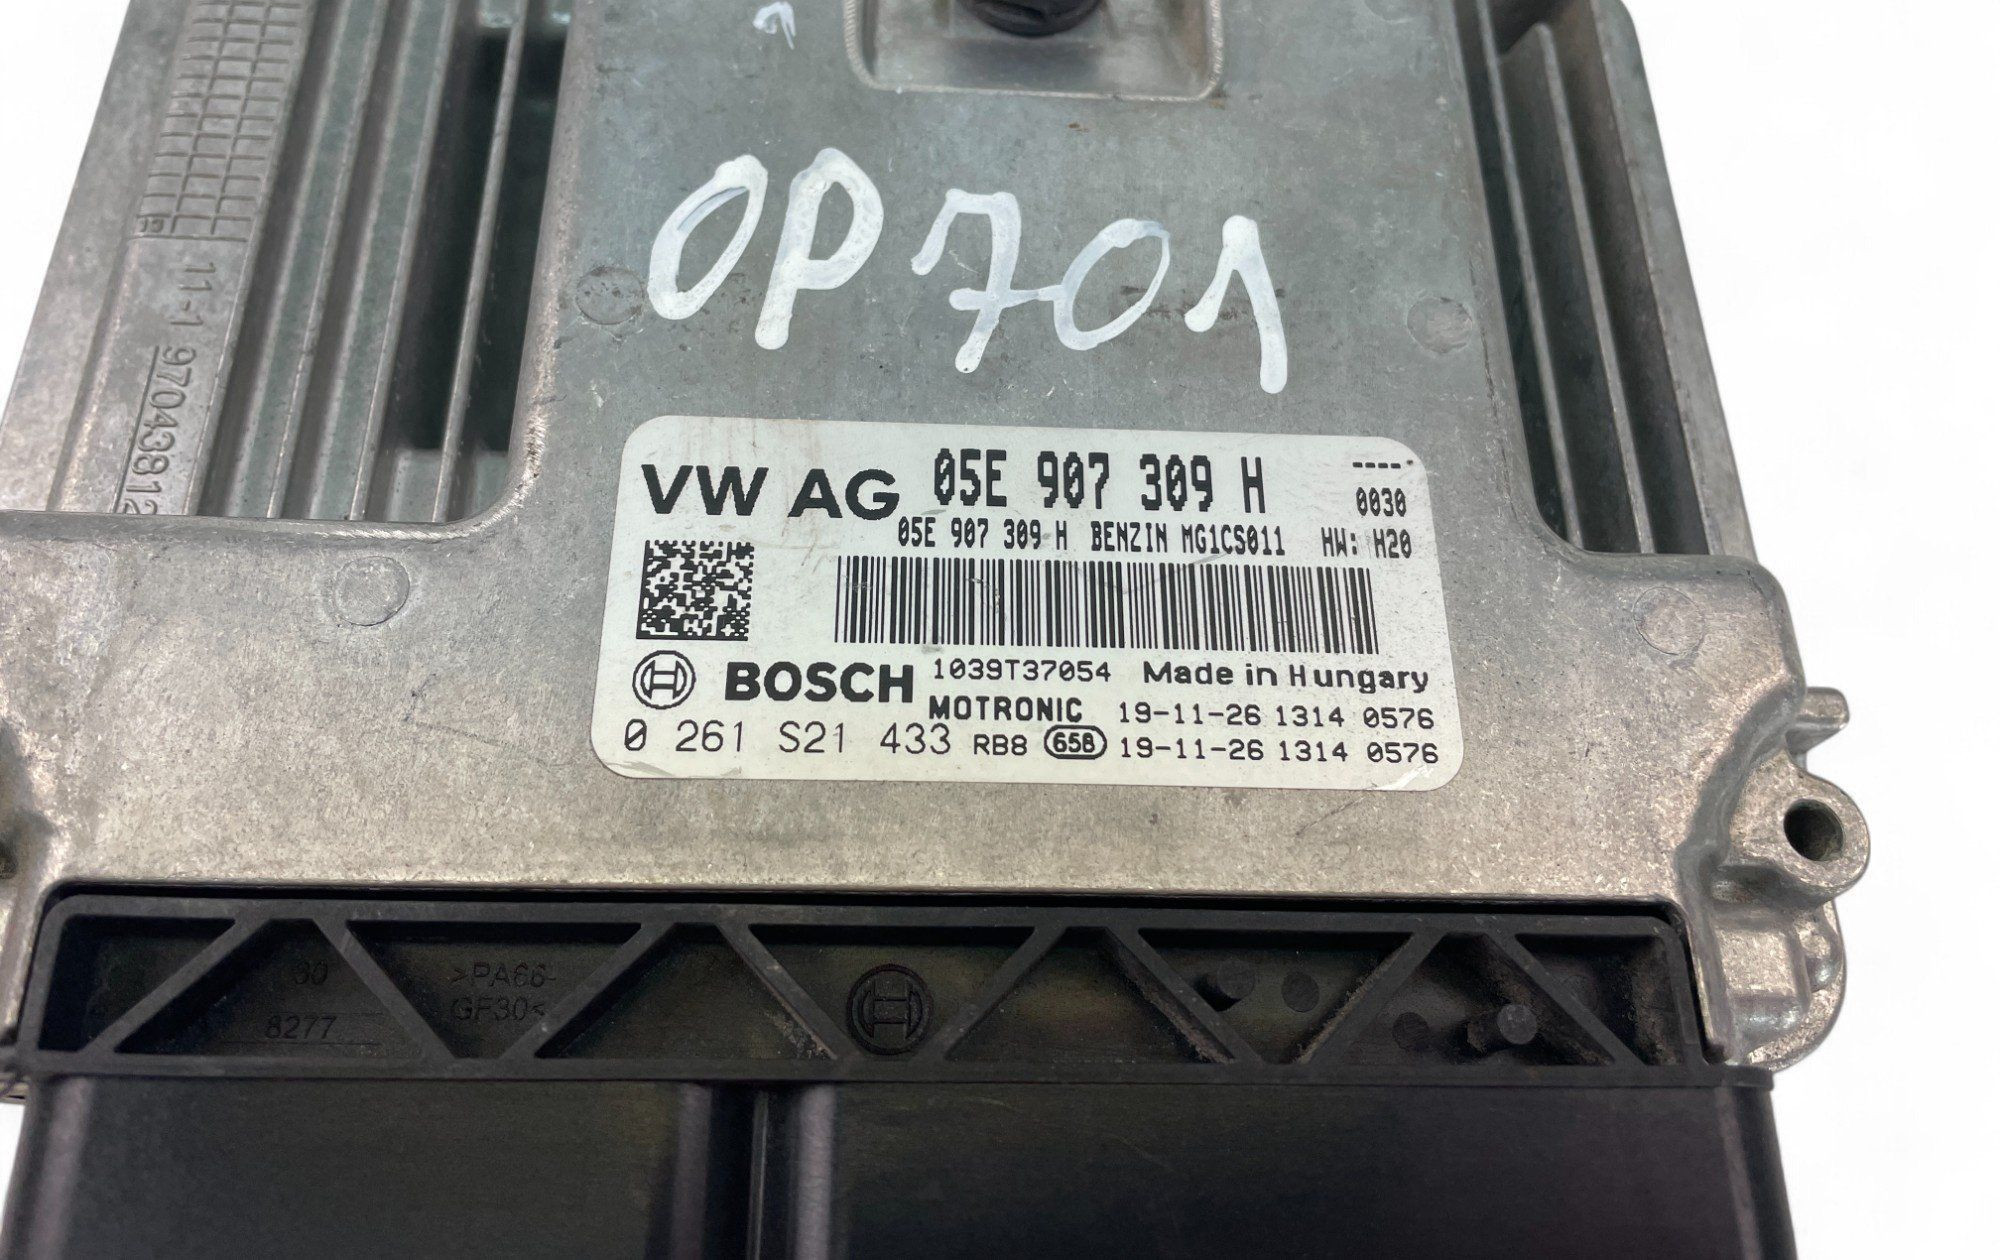 OP701
11-1 97043812
VW AG 05E 907 309 H ----
0030
05E 907 309 H BENZIN MG1CS011 HW: H20
BOSCH 1039T37054 Made in Hungary
MOTRONIC 19-11-26 1314 0576
0 261 S21 433 RB8 658 19-11-26 1314 0576
30 >PA66-
8277 GF30<